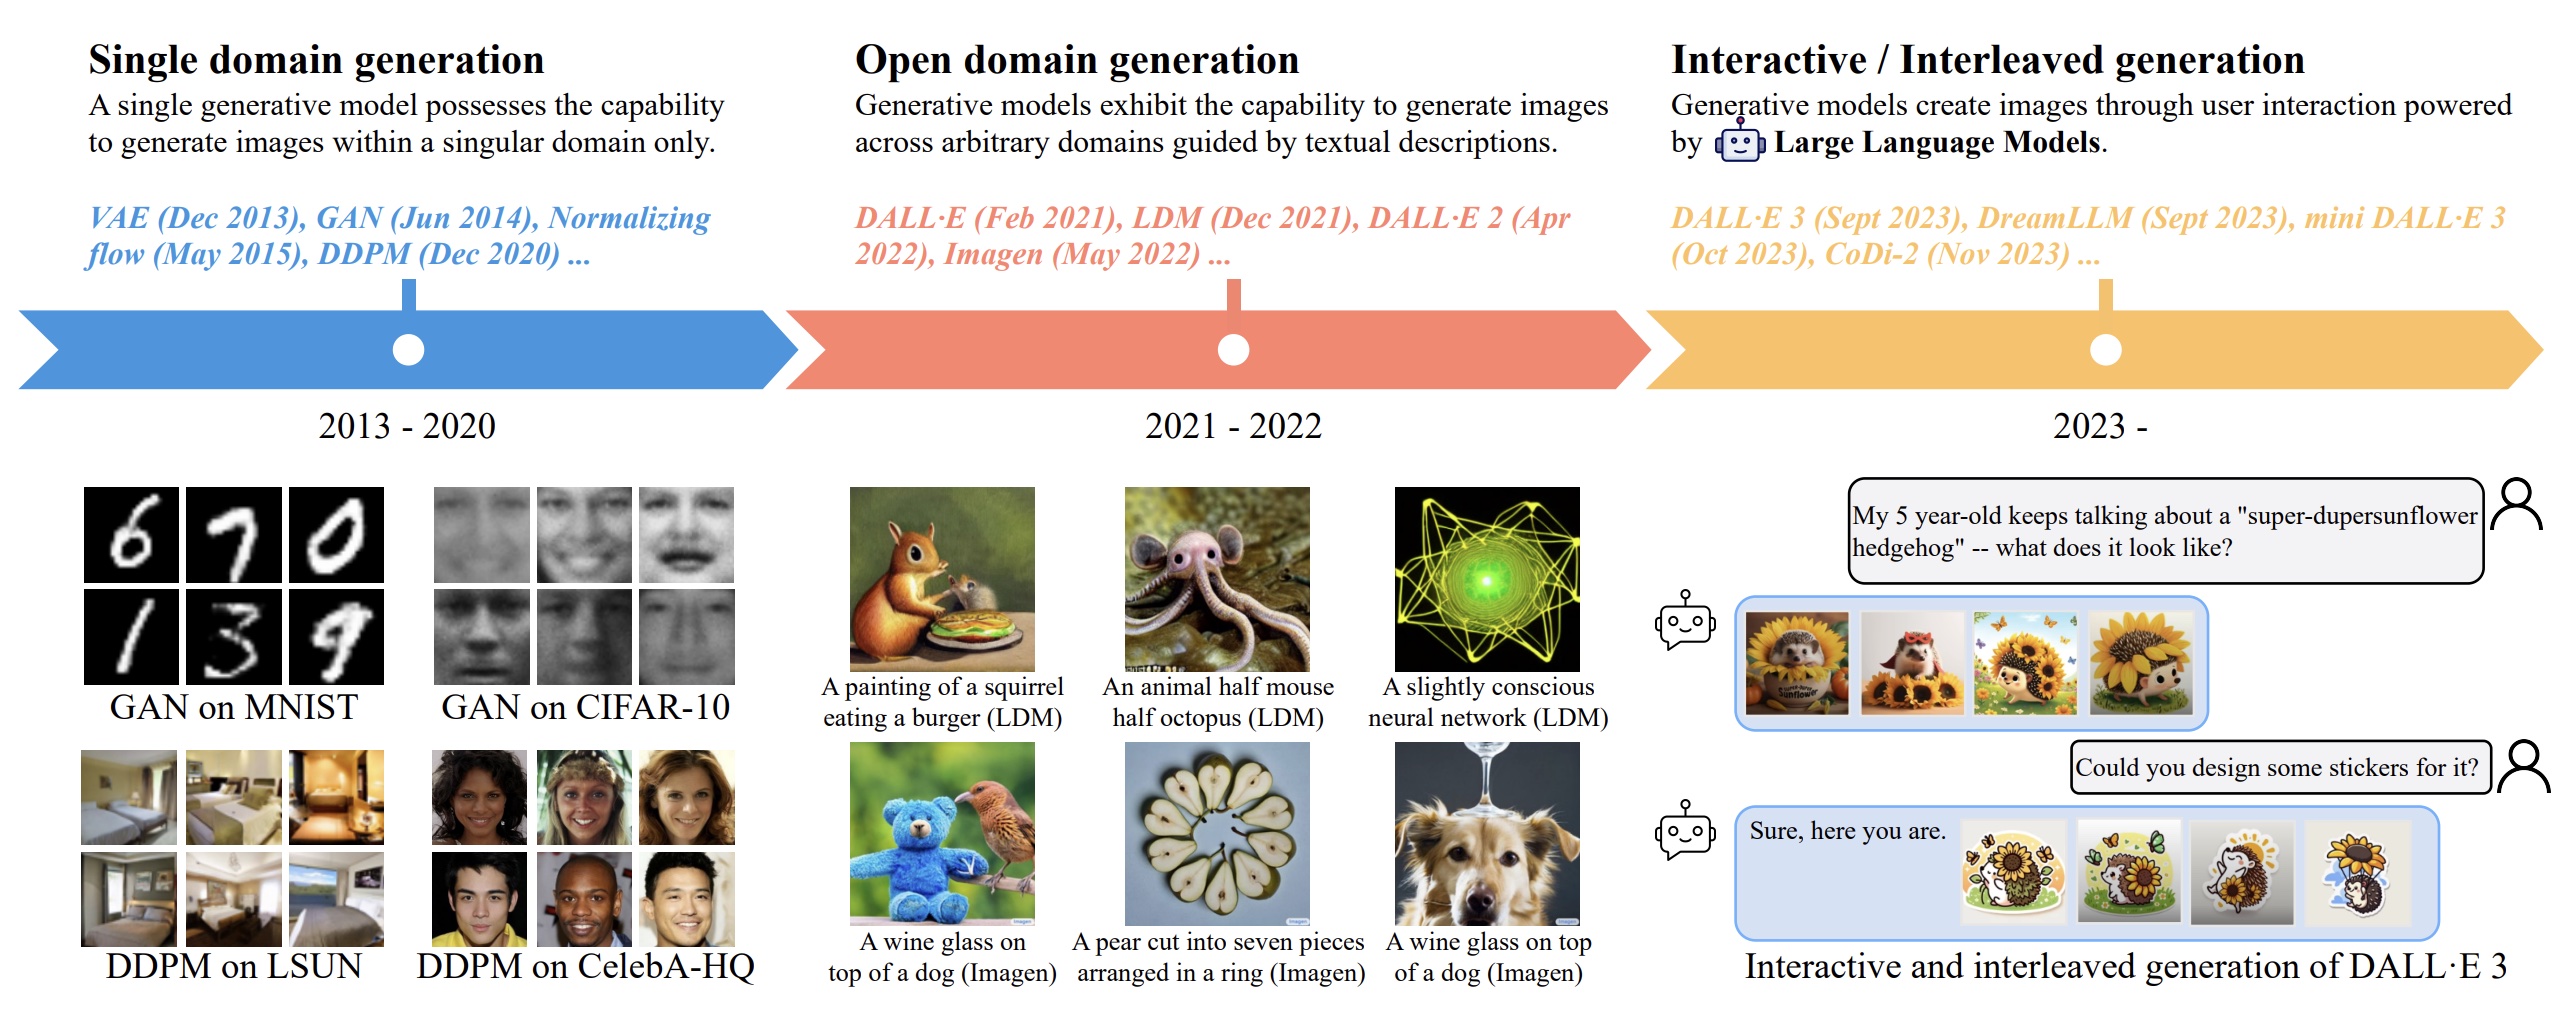 Single domain generation
A single generative model possesses the capability
to generate images within a singular domain only.
VAE (Dec 2013), GAN (Jun 2014), Normalizing
flow (May 2015), DDPM (Dec 2020) ...
2013 - 2020
GAN on MNIST
GAN on CIFAR-10
DDPM on LSUN
DDPM on CelebA-HQ
Open domain generation
Generative models exhibit the capability to generate images
across arbitrary domains guided by textual descriptions.
DALL·E (Feb 2021), LDM (Dec 2021), DALL·E 2 (Apr
2022), Imagen (May 2022) ...
2021 - 2022
A painting of a squirrel
eating a burger (LDM)
An animal half mouse
half octopus (LDM)
A slightly conscious
neural network (LDM)
A wine glass on
top of a dog (Imagen)
A pear cut into seven pieces
arranged in a ring (Imagen)
A wine glass on top
of a dog (Imagen)
Interactive / Interleaved generation
Generative models create images through user interaction powered
by Large Language Models.
DALL·E 3 (Sept 2023), DreamLLM (Sept 2023), mini DALL·E 3
(Oct 2023), CoDi-2 (Nov 2023) ...
2023 -
My 5 year-old keeps talking about a "super-dupersunflower
hedgehog" -- what does it look like?
Sunflower
Could you design some stickers for it?
Sure, here you are.
Interactive and interleaved generation of DALL·E 3